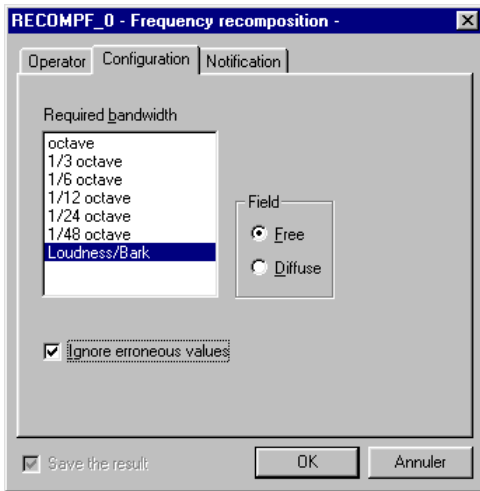 RECOMPF_0 - Frequency recomposition -
Operator Configuration Notification
Required bandwidth
octave
1/3 octave
1/6 octave
1/12 octave
1/24 octave
1/48 octave
Loudness/Bark
Field
Free
Diffuse
Ignore erroneous values
Save the result
OK
Annuler